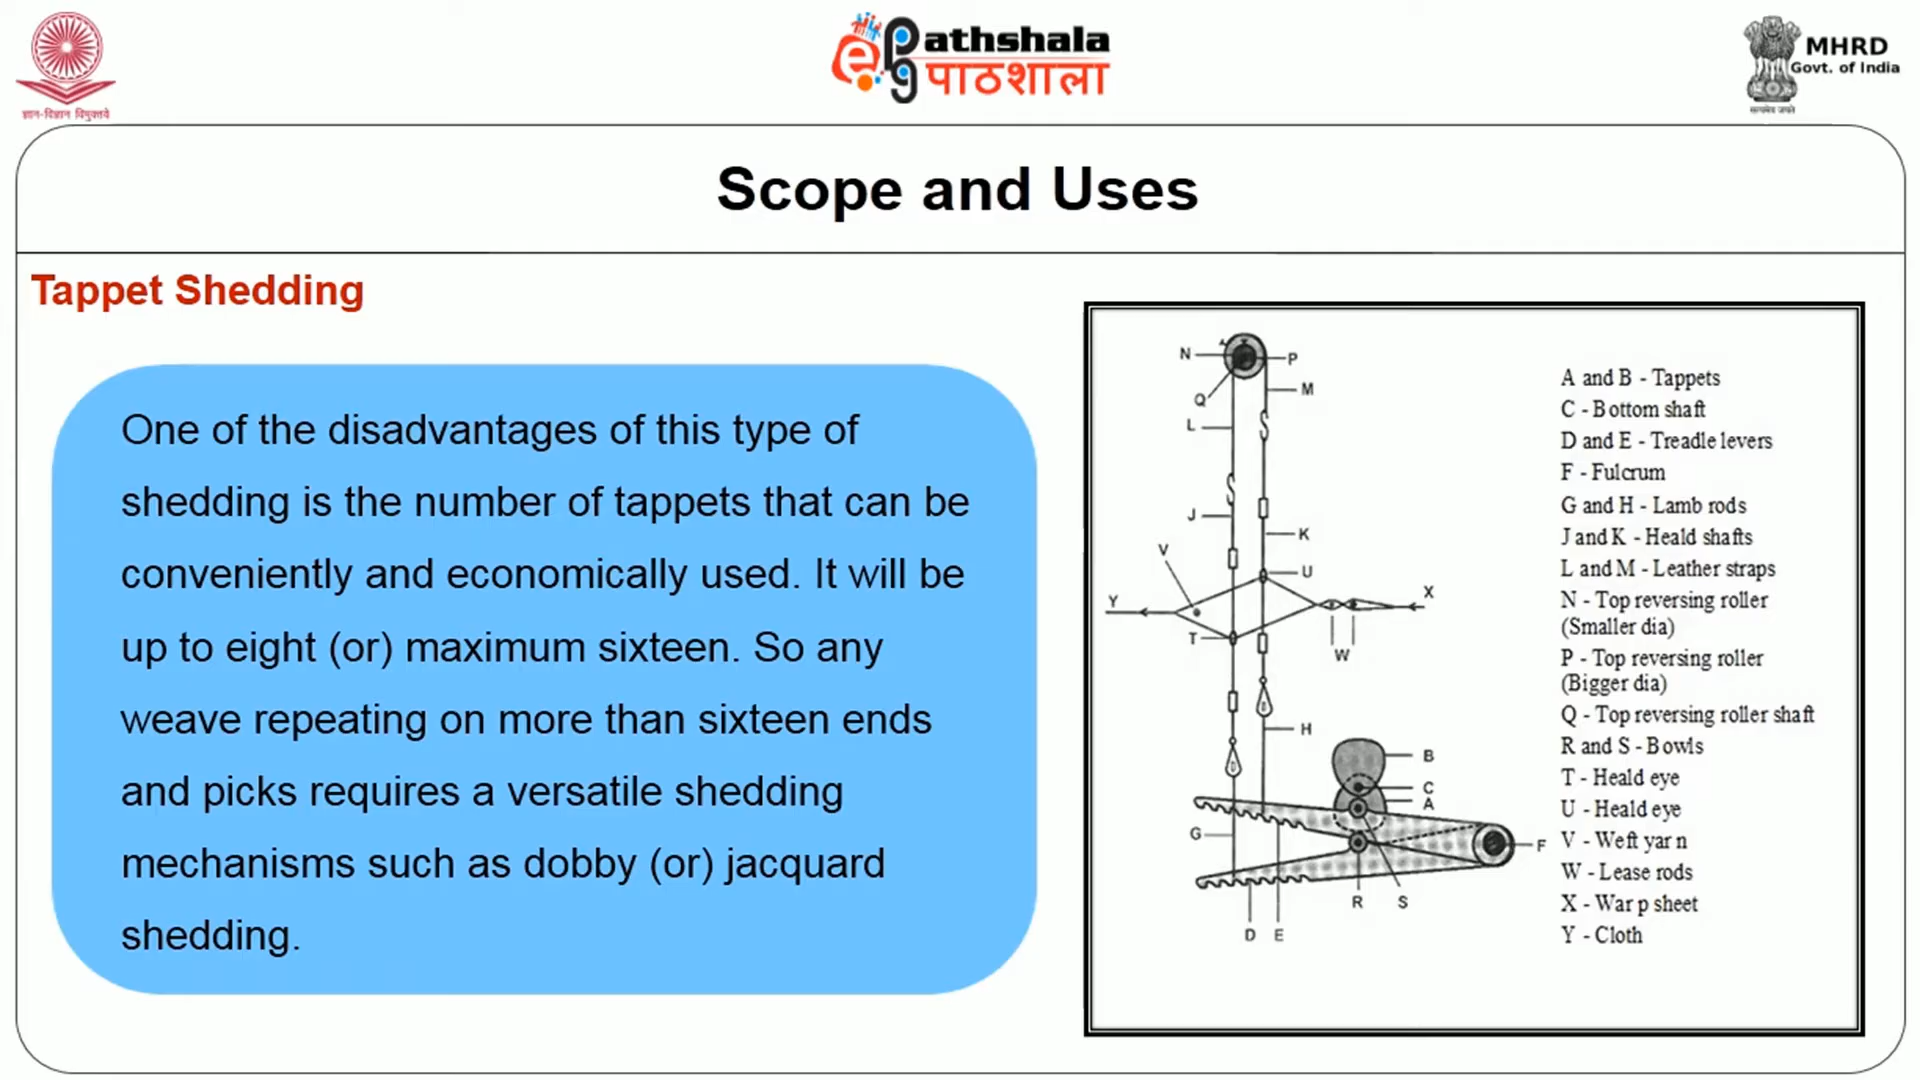 ज्ञान-विज्ञान विमुक्तये
ePathshala
पाठशाला
MHRD
Govt. of India
सत्यमेव जयते
Scope and Uses
Tappet Shedding
One of the disadvantages of this type of
shedding is the number of tappets that can be
conveniently and economically used. It will be
up to eight (or) maximum sixteen. So any
weave repeating on more than sixteen ends
and picks requires a versatile shedding
mechanisms such as dobby (or) jacquard
shedding.
N
P
M
Q
L
J
K
V
U
Y
X
T
W
H
B
C
A
G
F
R
S
D
E
A and B - Tappets
C - Bottom shaft
D and E - Treadle levers
F - Fulcrum
G and H - Lamb rods
J and K - Heald shafts
L and M - Leather straps
N - Top reversing roller
(Smaller dia)
P - Top reversing roller
(Bigger dia)
Q - Top reversing roller shaft
R and S - Bowls
T - Heald eye
U - Heald eye
V - Weft yarn
W - Lease rods
X - Warp sheet
Y - Cloth